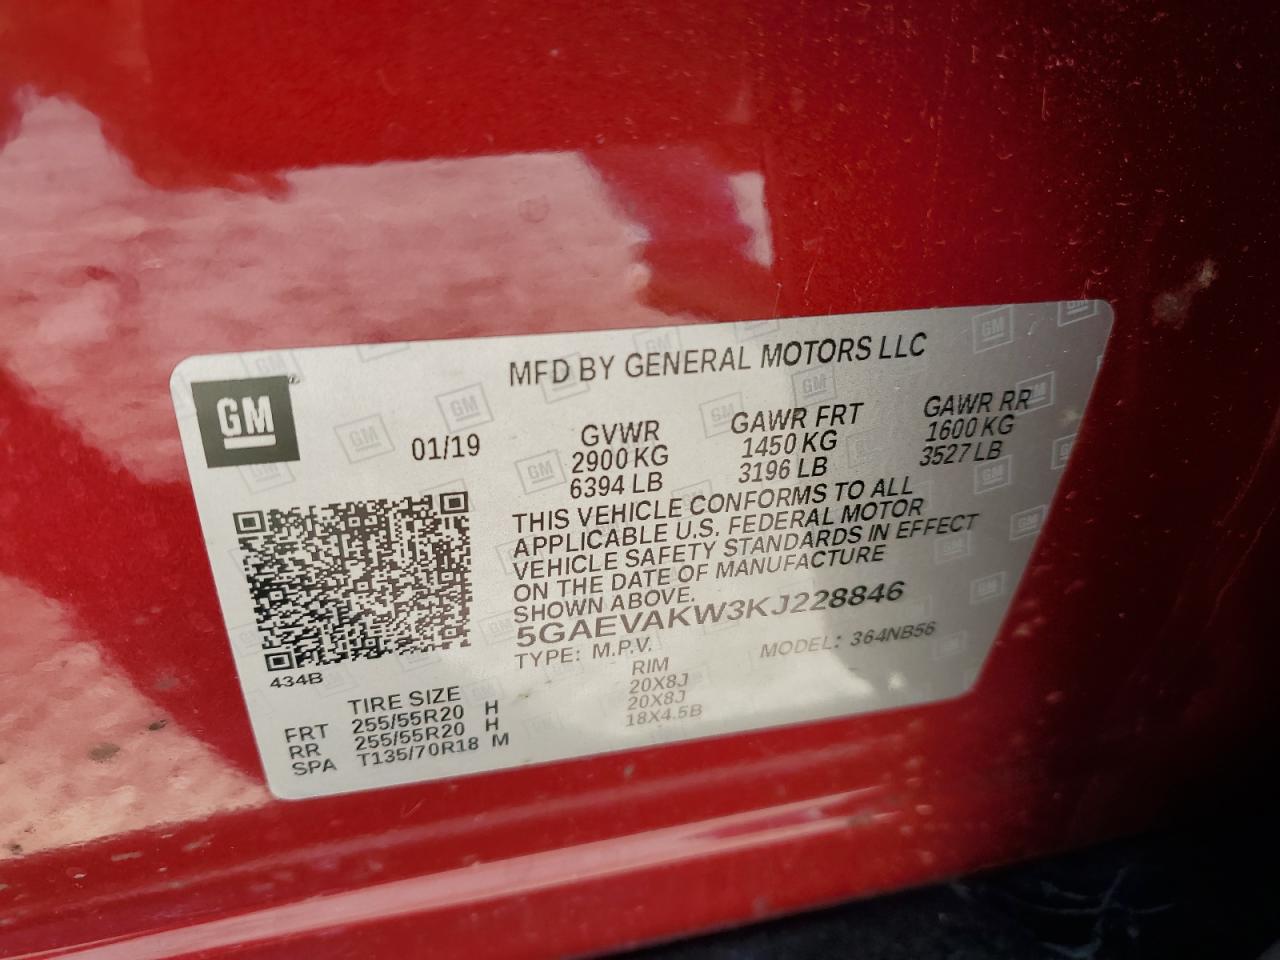 GM
MFD BY GENERAL MOTORS LLC
01/19
GVWR GAWR FRT GAWR RR
2900 KG 1450 KG 1600 KG
6394 LB 3196 LB 3527 LB
THIS VEHICLE CONFORMS TO ALL
APPLICABLE U.S. FEDERAL MOTOR
VEHICLE SAFETY STANDARDS IN EFFECT
ON THE DATE OF MANUFACTURE
SHOWN ABOVE.
5GAEVAKW3KJ228846
TYPE: M.P.V. MODEL: 364NB56
434B
TIRE SIZE RIM
FRT 255/55R20 H 20X8J
RR 255/55R20 H 20X8J
SPA T135/70R18 M 18X4.5B